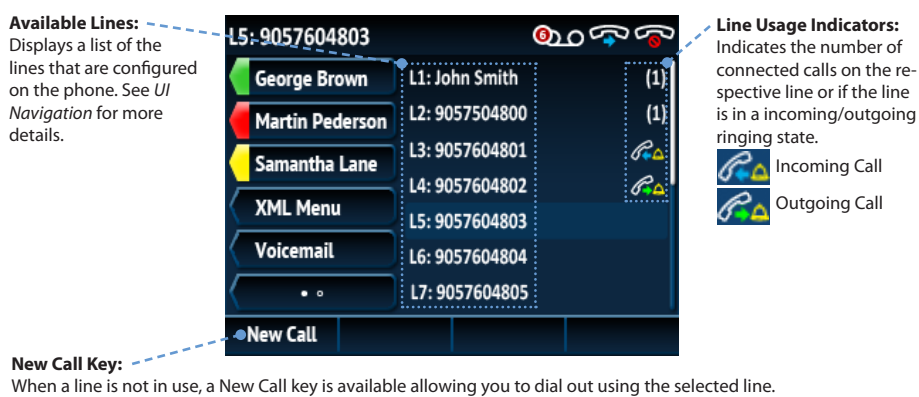 Available Lines:
Displays a list of the
lines that are configured
on the phone. See UI
Navigation for more
details.
L5: 9057604803
6
George Brown
Martin Pederson
Samantha Lane
XML Menu
Voicemail
L1: John Smith (1)
L2: 9057504800 (1)
L3: 9057604801
L4: 9057604802
L5: 9057604803
L6: 9057604804
L7: 9057604805
New Call
Line Usage Indicators:
Indicates the number of
connected calls on the re-
spective line or if the line
is in a incoming/outgoing
ringing state.
Incoming Call
Outgoing Call
New Call Key:
When a line is not in use, a New Call key is available allowing you to dial out using the selected line.